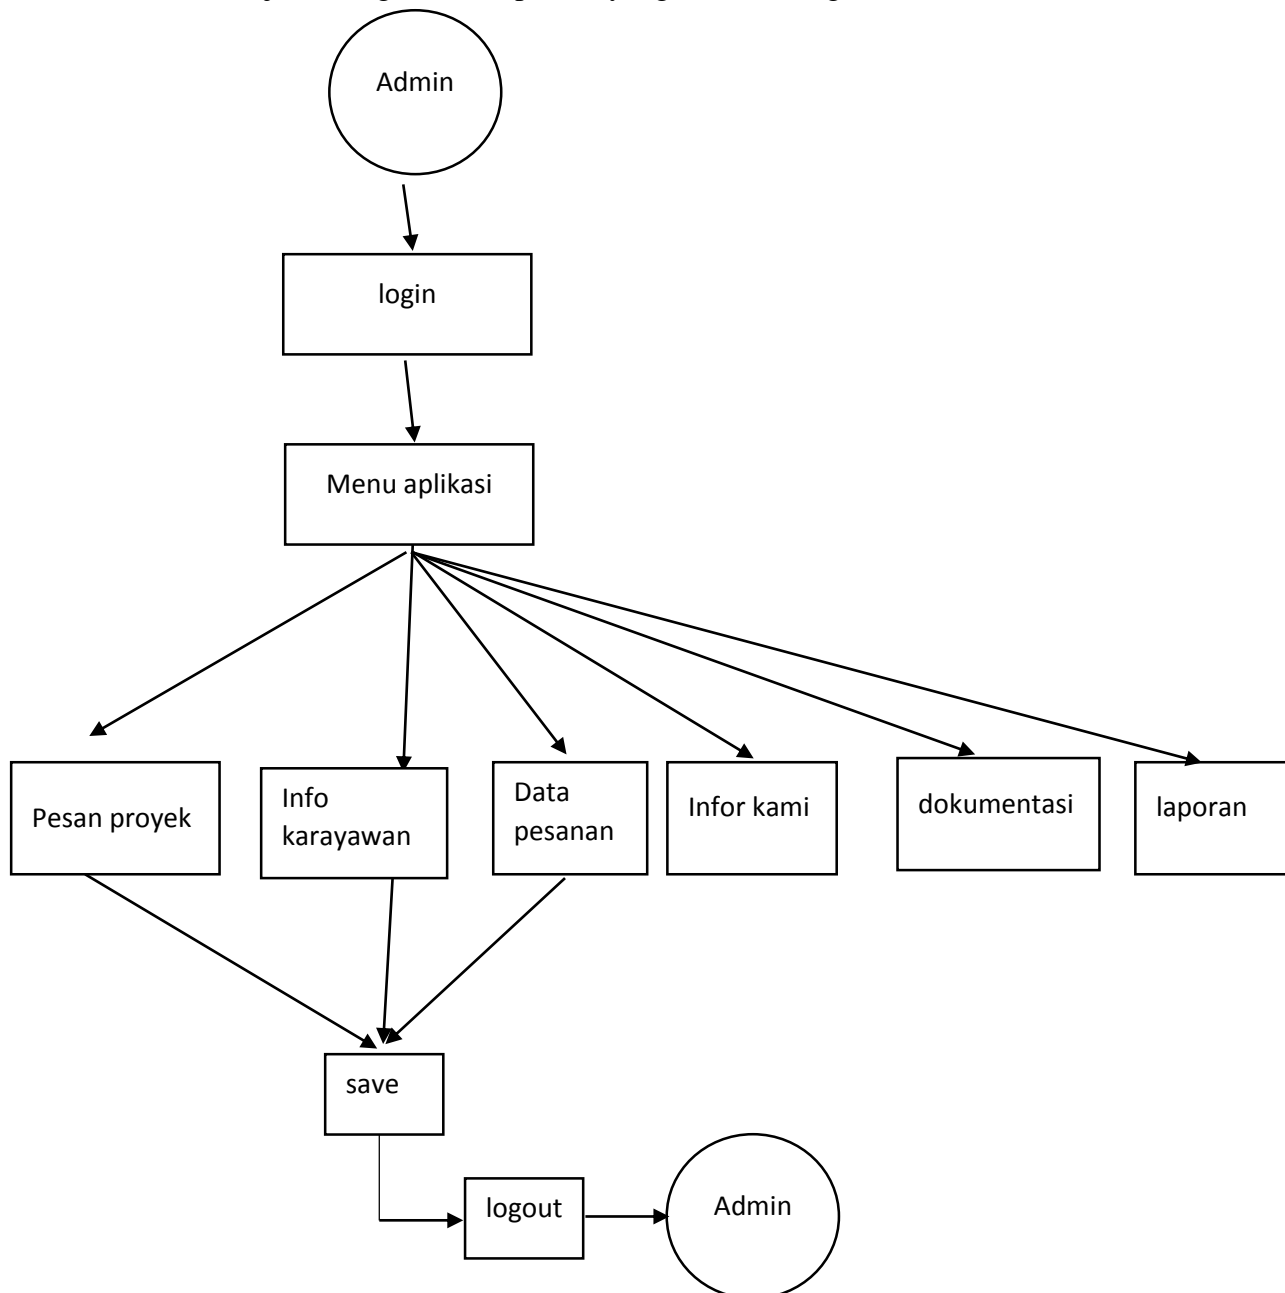 Admin
login
Menu aplikasi
Pesan proyek
Info
karayawan
Data
pesanan
Infor kami
dokumentasi
laporan
save
logout
Admin